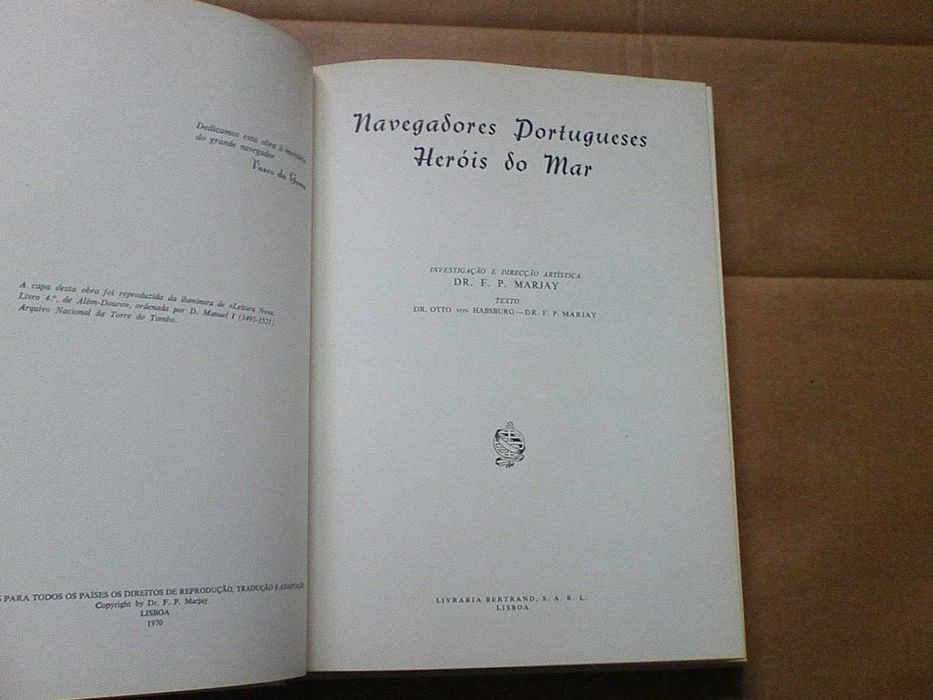 Dedicamos esta obra à memória
do grande navegador
Vasco da Gama
A capa desta obra foi reproduzida da iluminura de «Leitura Nova,
Livro 4.º, de Além-Douro», ordenada por D. Manuel I (1495-1521)
Arquivo Nacional da Torre do Tombo.
PARA TODOS OS PAÍSES OS DIREITOS DE REPRODUÇÃO, TRADUÇÃO E ADAPTAÇÃO
Copyright by Dr. F. P. Marjay
LISBOA
1970
Navegadores Portugueses
Heróis do Mar
INVESTIGAÇÃO E DIRECÇÃO ARTÍSTICA
DR. F. P. MARJAY
TEXTO
DR. OTTO VON HABSBURG—DR. F. P. MARJAY
LIVRARIA BERTRAND, S. A. R. L.
LISBOA